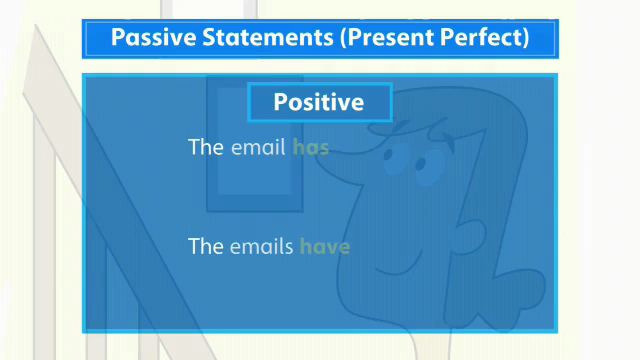 Passive Statements (Present Perfect)
Positive
The email has
The emails have